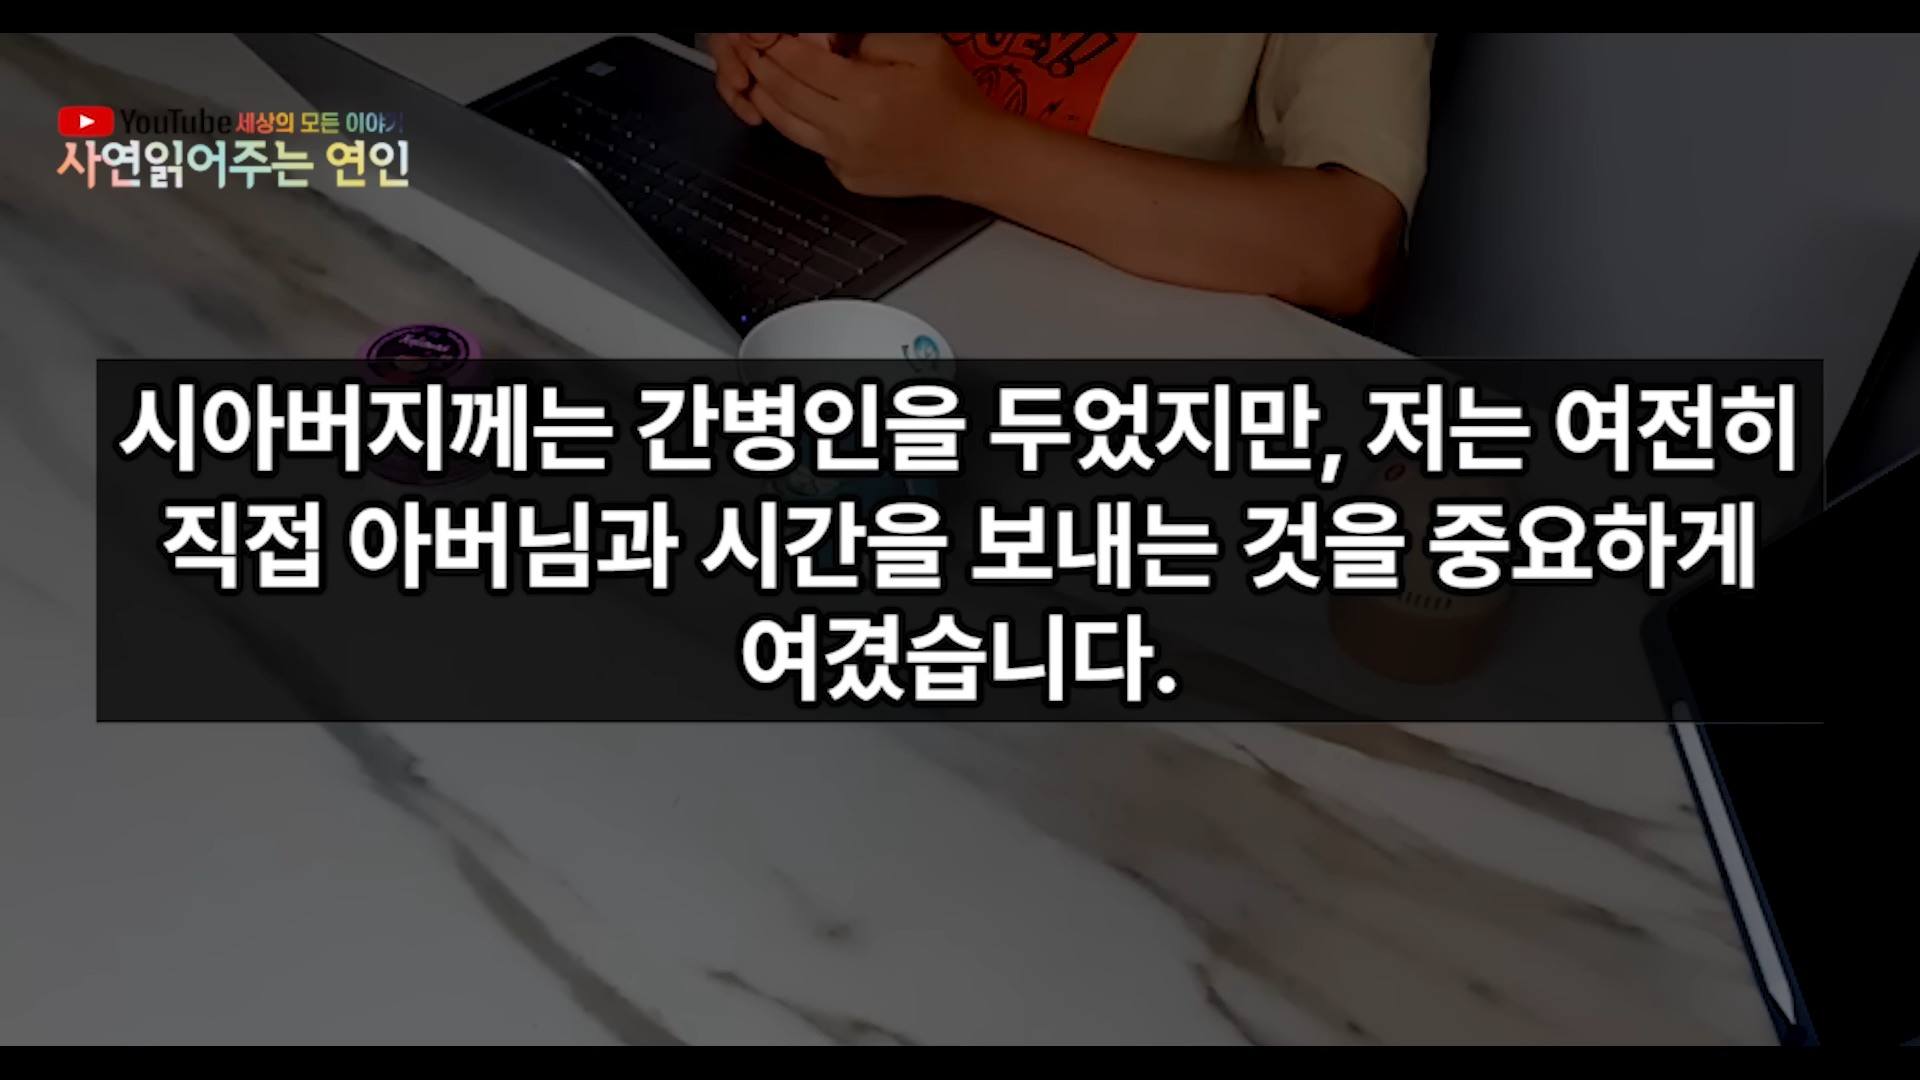 YouTube 세상의 모든 이야기
사연읽어주는 연인
시아버지께는 간병인을 두었지만, 저는 여전히
직접 아버님과 시간을 보내는 것을 중요하게
여겼습니다.